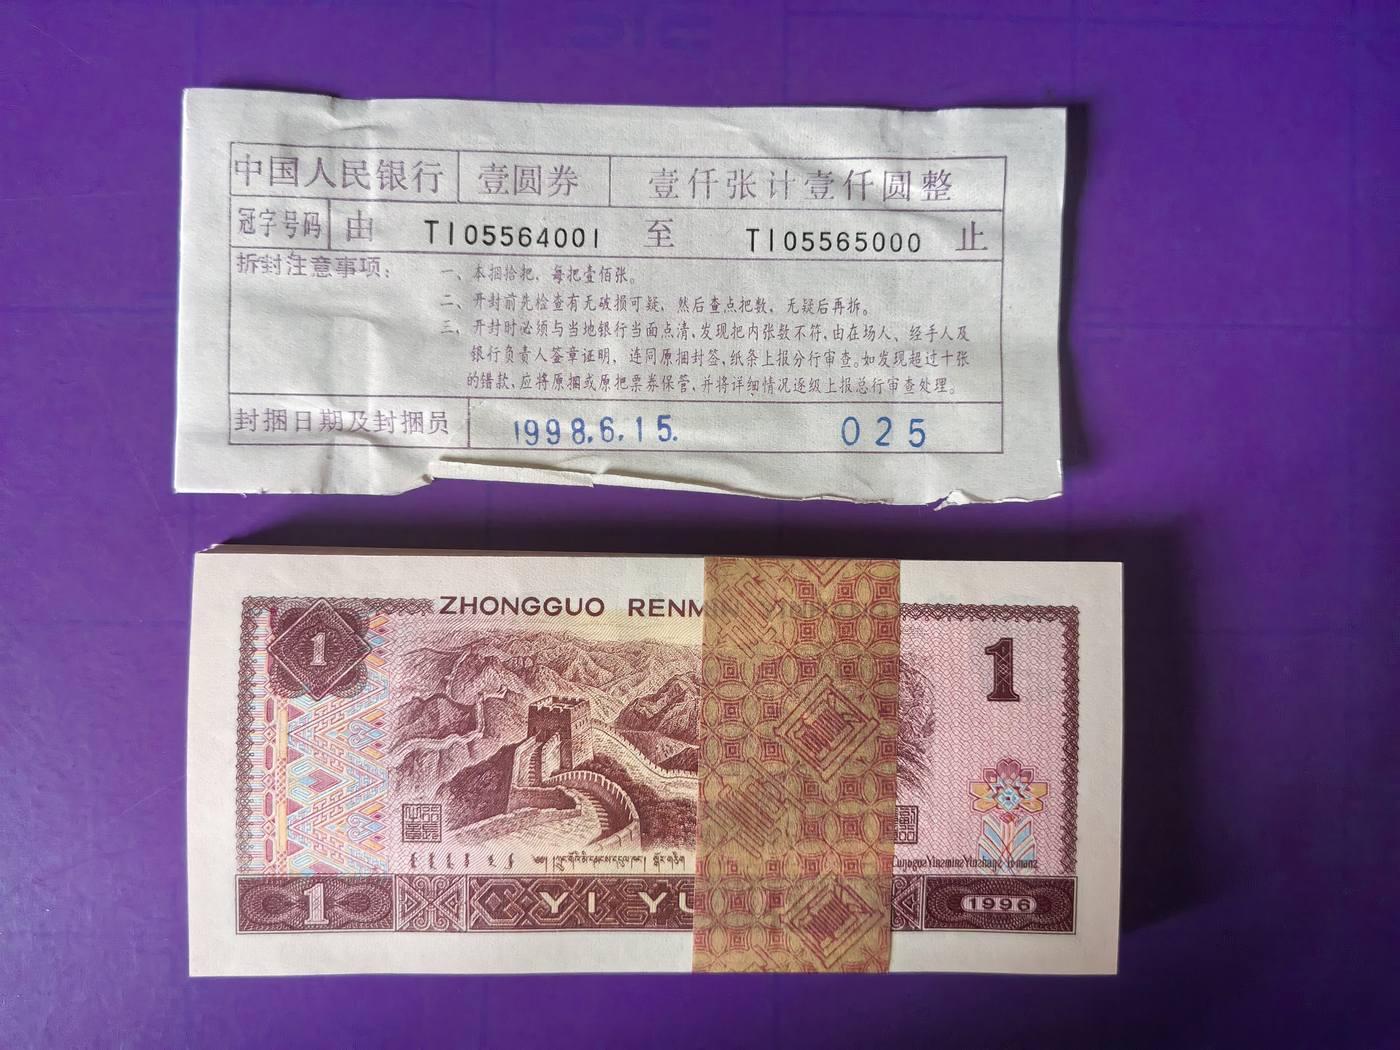 中国人民银行 壹圆券 壹仟张计壹仟圆整
冠字号码 由 TI05564001 至 TI05565000 止
拆封注意事项：
一、本捆拾把，每把壹佰张。
二、开封前先检查有无破损可疑，然后查点把数，无疑后再拆。
三、开封时必须与当地银行当面点清，发现把内张数不符，由在场人、经手人及
银行负责人签章证明，连同原捆封签，纸条上报分行审查。如发现超过十张
的错款，应将原捆或原把票券保管，并将详细情况逐级上报总行审查处理。
封捆日期及封捆员 1998.6.15. 025
ZHONGGUO RENMIN YINHANG
1
1
1 YI YU
1996